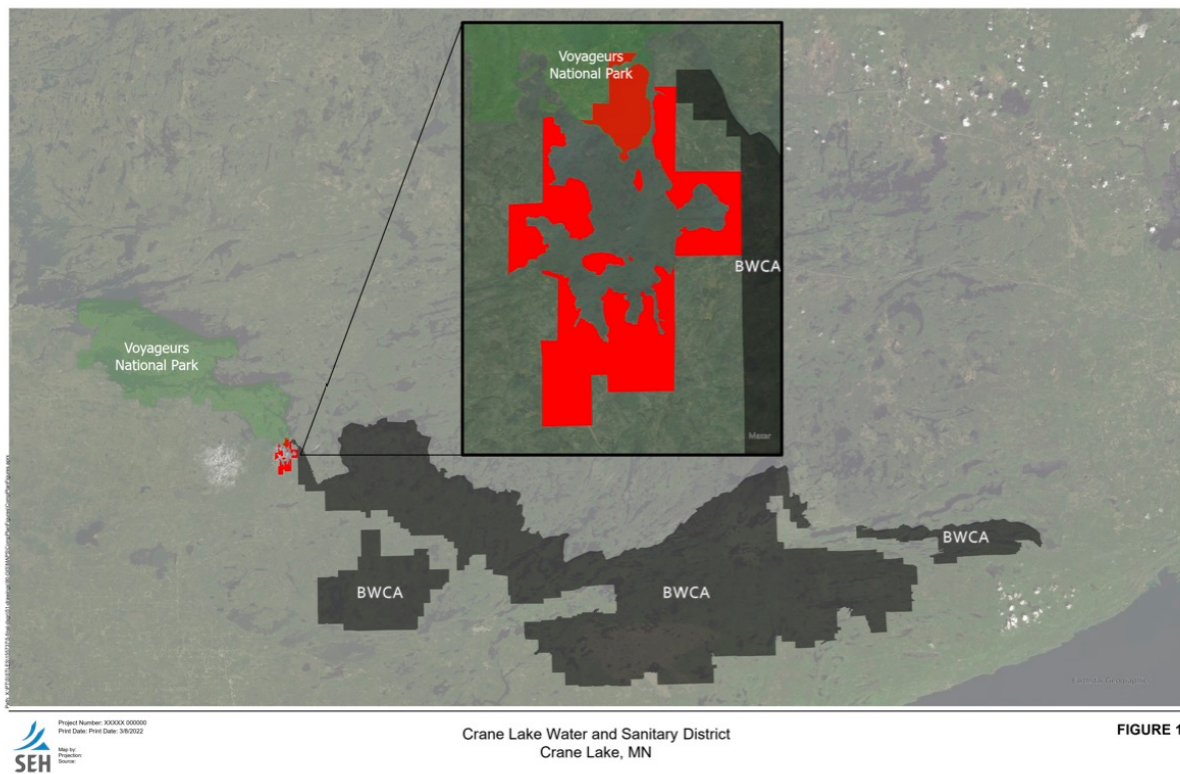 Voyageurs
National Park
BWCA
Maxar
Voyageurs
National Park
BWCA
BWCA
BWCA
SEH
Project Number: XXXXX 000000
Print Date: Print Date: 3/8/2022
Map by:
Projection:
Source:
Crane Lake Water and Sanitary District
Crane Lake, MN
FIGURE 1